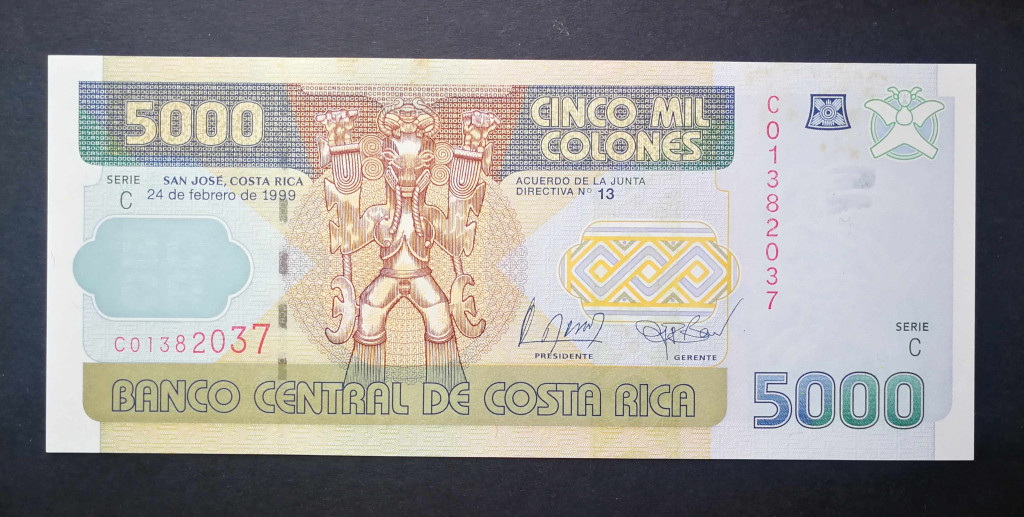 5000
CINCO MIL
COLONES
SERIE
C
SAN JOSÉ, COSTA RICA
24 de febrero de 1999
ACUERDO DE LA JUNTA
DIRECTIVA Nº 13
C01382037
C01382037
PRESIDENTE
GERENTE
SERIE
C
BANCO CENTRAL DE COSTA RICA
5000